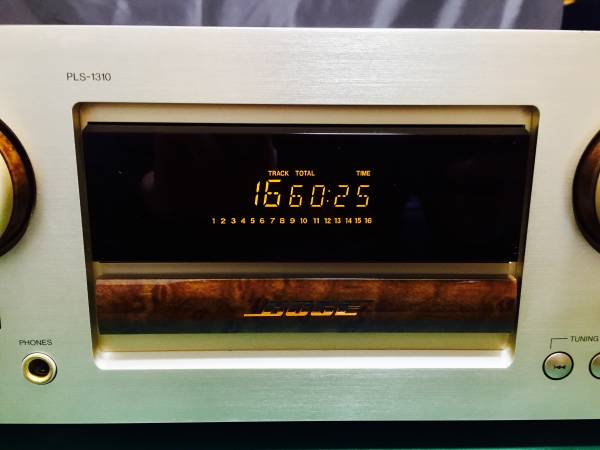 PLS-1310
TRACK TOTAL TIME
16 60:25
1 2 3 4 5 6 7 8 9 10 11 12 13 14 15 16
BOSE
PHONES
TUNING